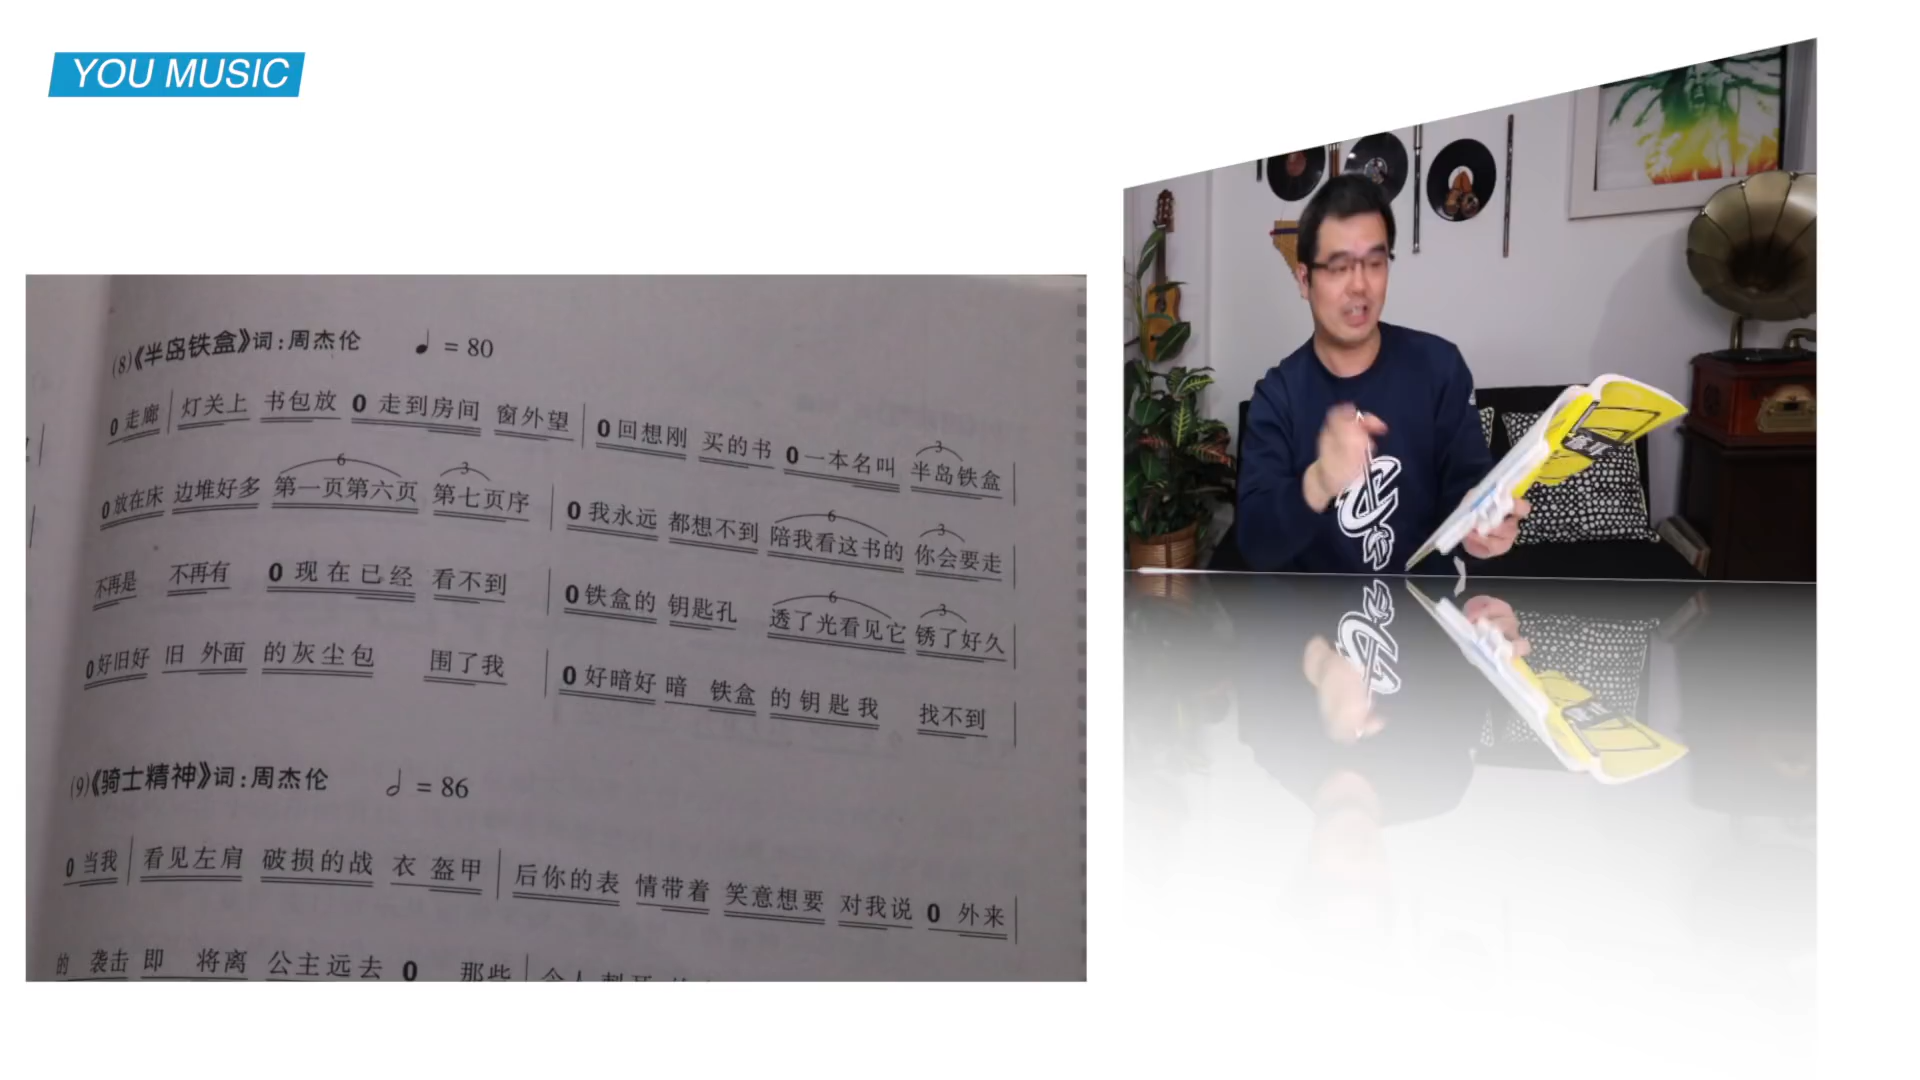 YOU MUSIC
(8)《半岛铁盒》词:周杰伦 ♩ = 80
0 走廊 | 灯关上 书包放 0 走到房间 窗外望 | 0 回想刚 买的书 0 一本名叫 半岛铁盒 |
0 放在床 边堆好多 第一页第六页 第七页序 | 0 我永远 都想不到 陪我看这书的 你会要走 |
不再是 不再有 0 现在已经 看不到 | 0 铁盒的 钥匙孔 透了光看见它 锈了好久 |
0 好旧好 旧 外面 的灰尘包 围了我 | 0 好暗好 暗 铁盒 的钥匙我 找不到 |
(9)《骑士精神》词:周杰伦 = 86
0 当我 | 看见左肩 破损的战 衣 盔甲 | 后你的表 情带着 笑意想要 对我说 0 外来 |
的 袭击 即 将离 公主远去 0 那些 |